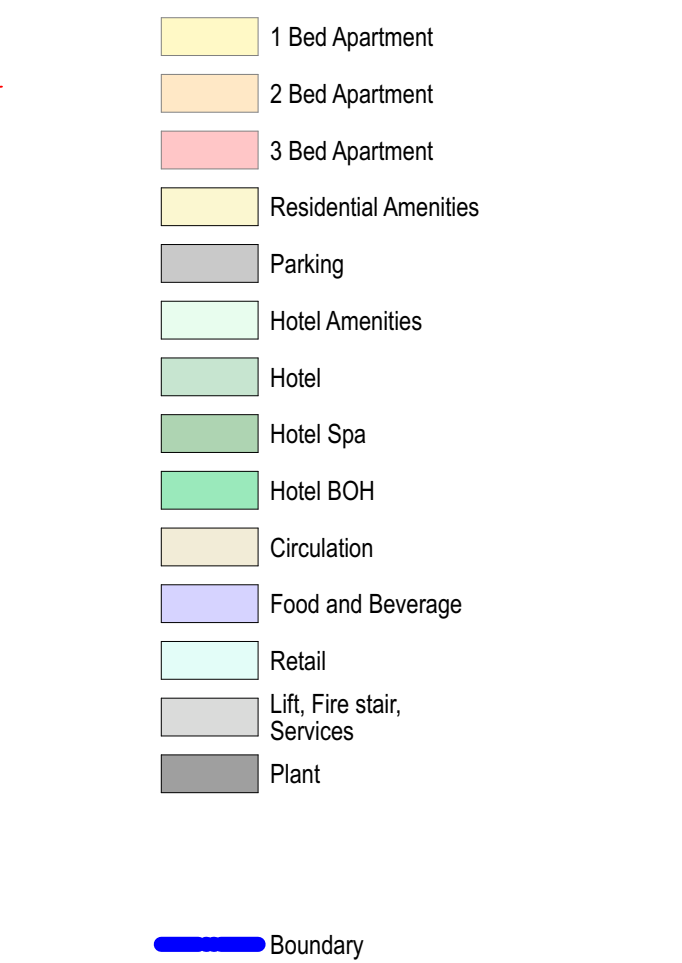 1 Bed Apartment
2 Bed Apartment
3 Bed Apartment
Residential Amenities
Parking
Hotel Amenities
Hotel
Hotel Spa
Hotel BOH
Circulation
Food and Beverage
Retail
Lift, Fire stair,
Services
Plant
Boundary